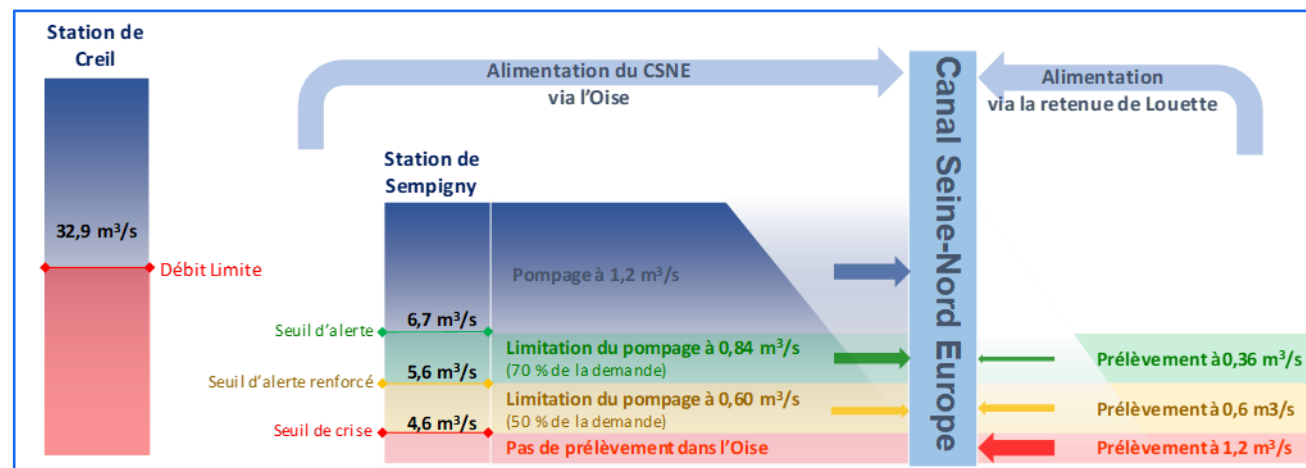 Station de
Creil
32,9 m³/s
Débit Limite
Alimentation du CSNE
via l'Oise
Station de
Sempigny
Pompage à 1,2 m³/s
6,7 m³/s
Seuil d'alerte
Limitation du pompage à 0,84 m³/s
(70 % de la demande)
5,6 m³/s
Seuil d'alerte renforcé
Limitation du pompage à 0,60 m³/s
(50 % de la demande)
4,6 m³/s
Seuil de crise
Pas de prélèvement dans l'Oise
Canal Seine-Nord Europe
Alimentation
via la retenue de Louette
Prélèvement à 0,36 m³/s
Prélèvement à 0,6 m3/s
Prélèvement à 1,2 m³/s